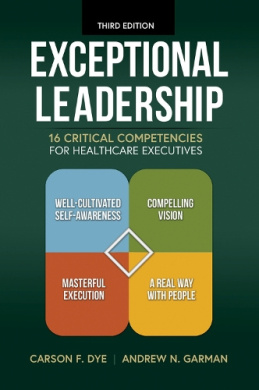 THIRD EDITION
EXCEPTIONAL
LEADERSHIP
16 CRITICAL COMPETENCIES
FOR HEALTHCARE EXECUTIVES
WELL-CULTIVATED
SELF-AWARENESS
COMPELLING
VISION
MASTERFUL
EXECUTION
A REAL WAY
WITH PEOPLE
CARSON F. DYE | ANDREW N. GARMAN